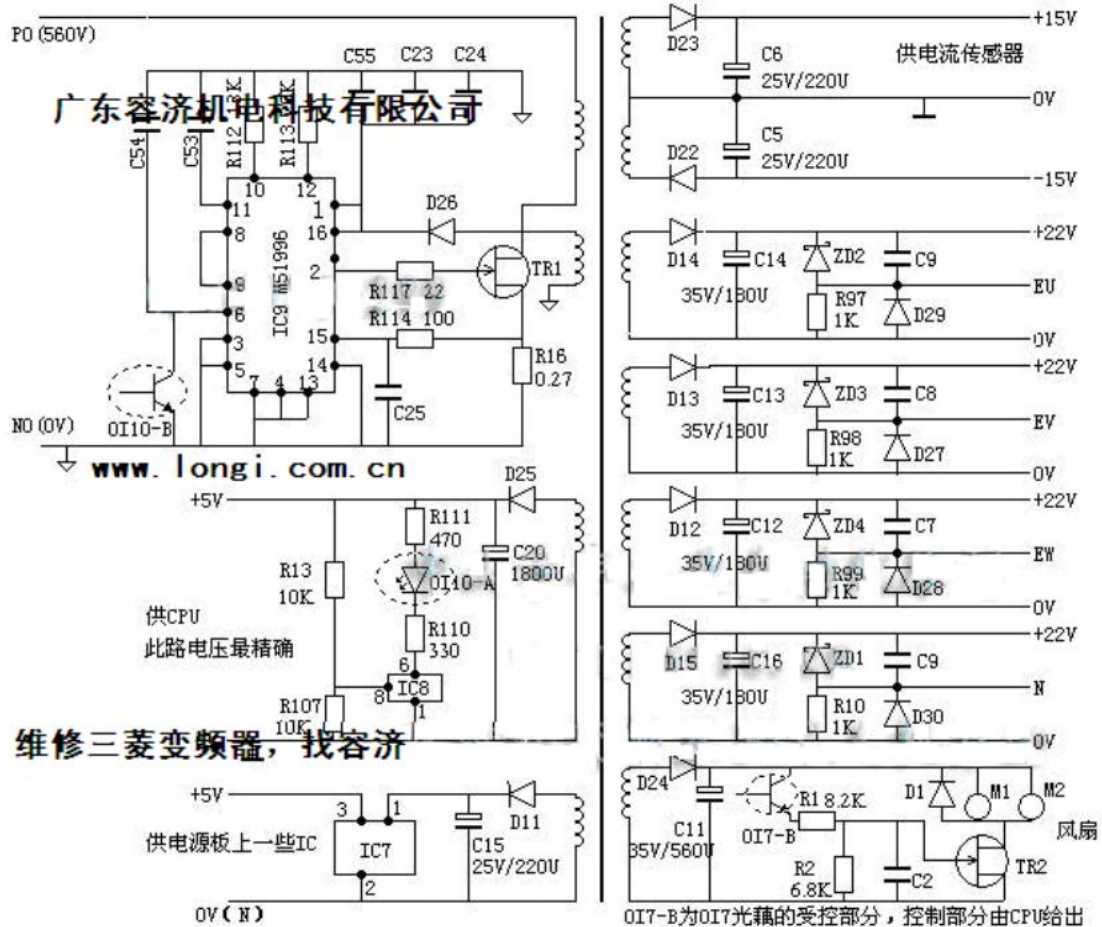 PO(560V)
C55
C23
C24
广东容济机电科技有限公司
C54
C53
R112
R113
10
12
11
1
8
16
D26
2
TR1
9
R117 22
IC9 M51996
6
R114 100
3
15
5
14
R16
0.27
7
4
13
C25
OI10-B
NO(0V)
www.longi.com.cn
+5V
D25
R111
470
C20
1800U
R13
10K
OI10-A
供CPU
此路电压最精确
R110
330
6
IC8
8
1
R107
10K
维修三菱变频器，找容济
+5V
3
1
D11
供电源板上一些IC
IC7
C15
25V/220U
2
0V(N)
+15V
D23
C6
25V/220U
供电流传感器
0V
C5
25V/220U
D22
-15V
+22V
D14
C14
ZD2
C9
35V/180U
EU
R97
1K
D29
0V
+22V
D13
C13
ZD3
C8
35V/180U
EV
R98
1K
D27
0V
+22V
D12
C12
ZD4
C7
35V/180U
EW
R99
1K
D28
0V
+22V
D15
C16
ZD1
C9
35V/180U
N
R10
1K
D30
0V
D24
C11
35V/560U
OI7-B
R1 8.2K
D1
M1
M2
风扇
R2
6.8K
C2
TR2
OI7-B为OI7光藕的受控部分，控制部分由CPU给出